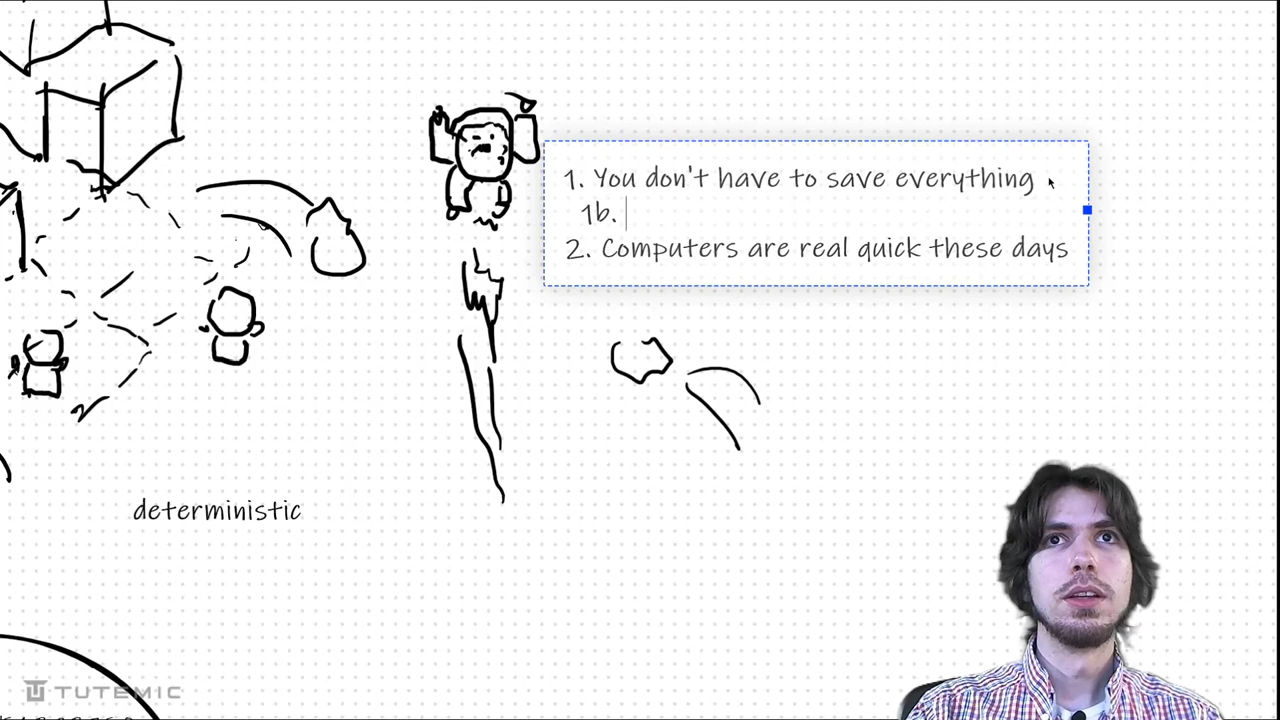 1. You don't have to save everything
1b.
2. Computers are real quick these days
deterministic
TUTEMIC